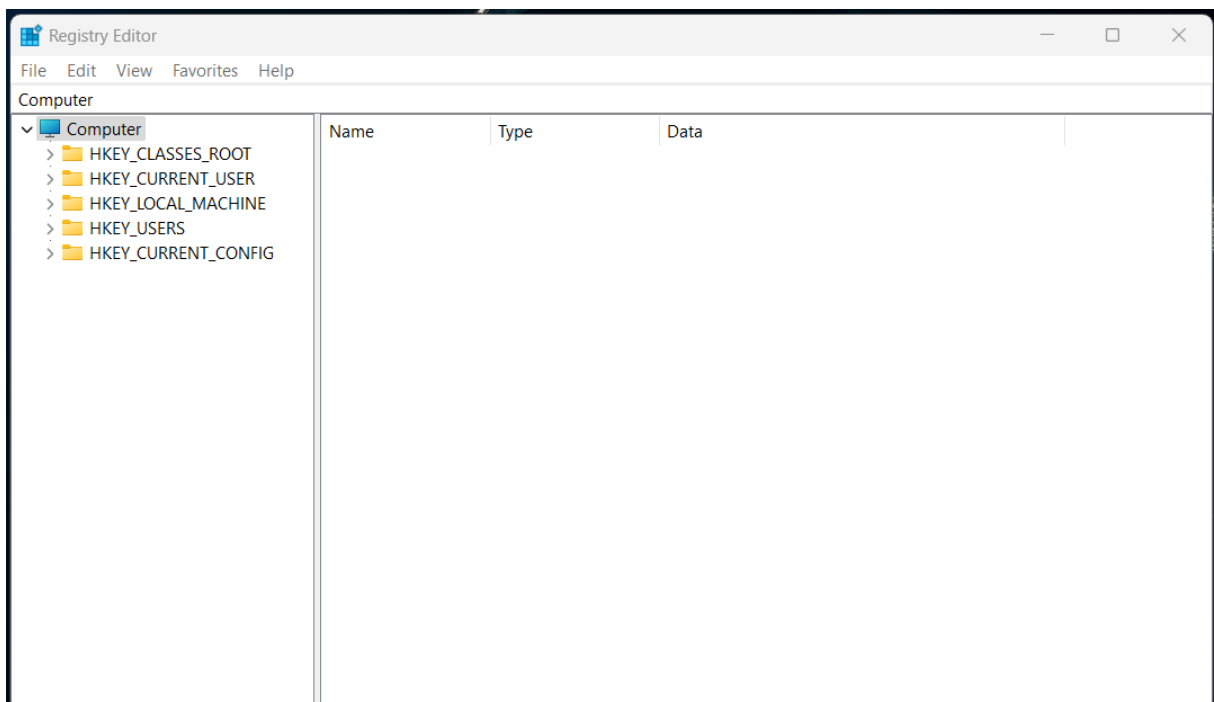 Registry Editor
File Edit View Favorites Help
Computer
Computer
HKEY_CLASSES_ROOT
HKEY_CURRENT_USER
HKEY_LOCAL_MACHINE
HKEY_USERS
HKEY_CURRENT_CONFIG
Name Type Data